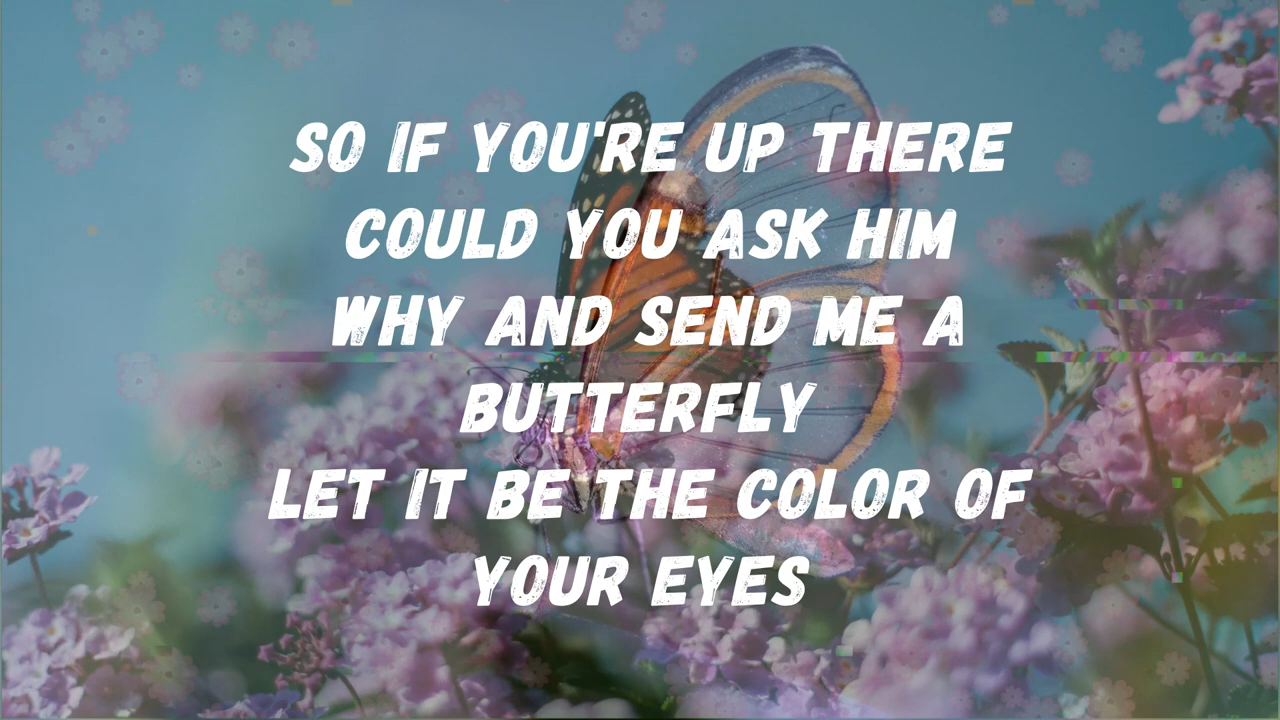 SO IF YOU'RE UP THERE
COULD YOU ASK HIM
WHY AND SEND ME A
BUTTERFLY
LET IT BE THE COLOR OF
YOUR EYES